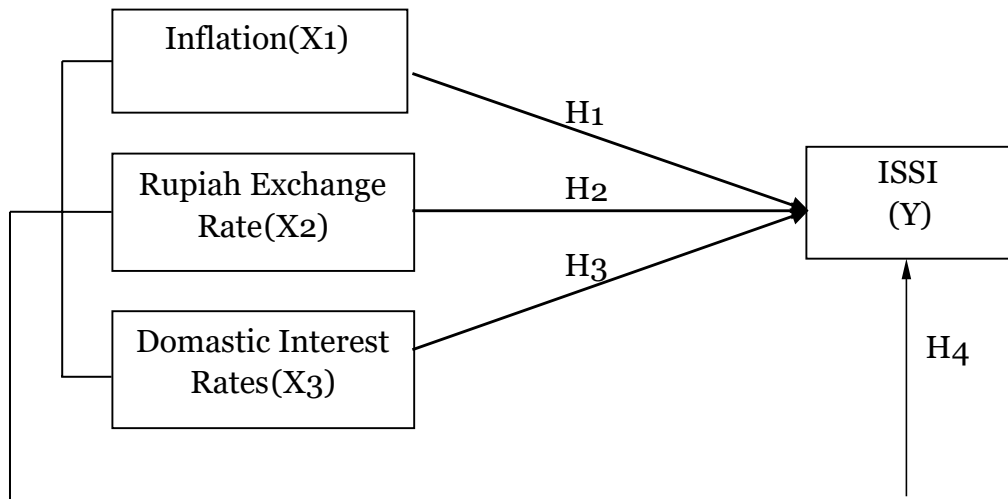 Inflation(X1)
H1
Rupiah Exchange
Rate(X2)
H2
ISSI
(Y)
H3
Domastic Interest
Rates(X3)
H4